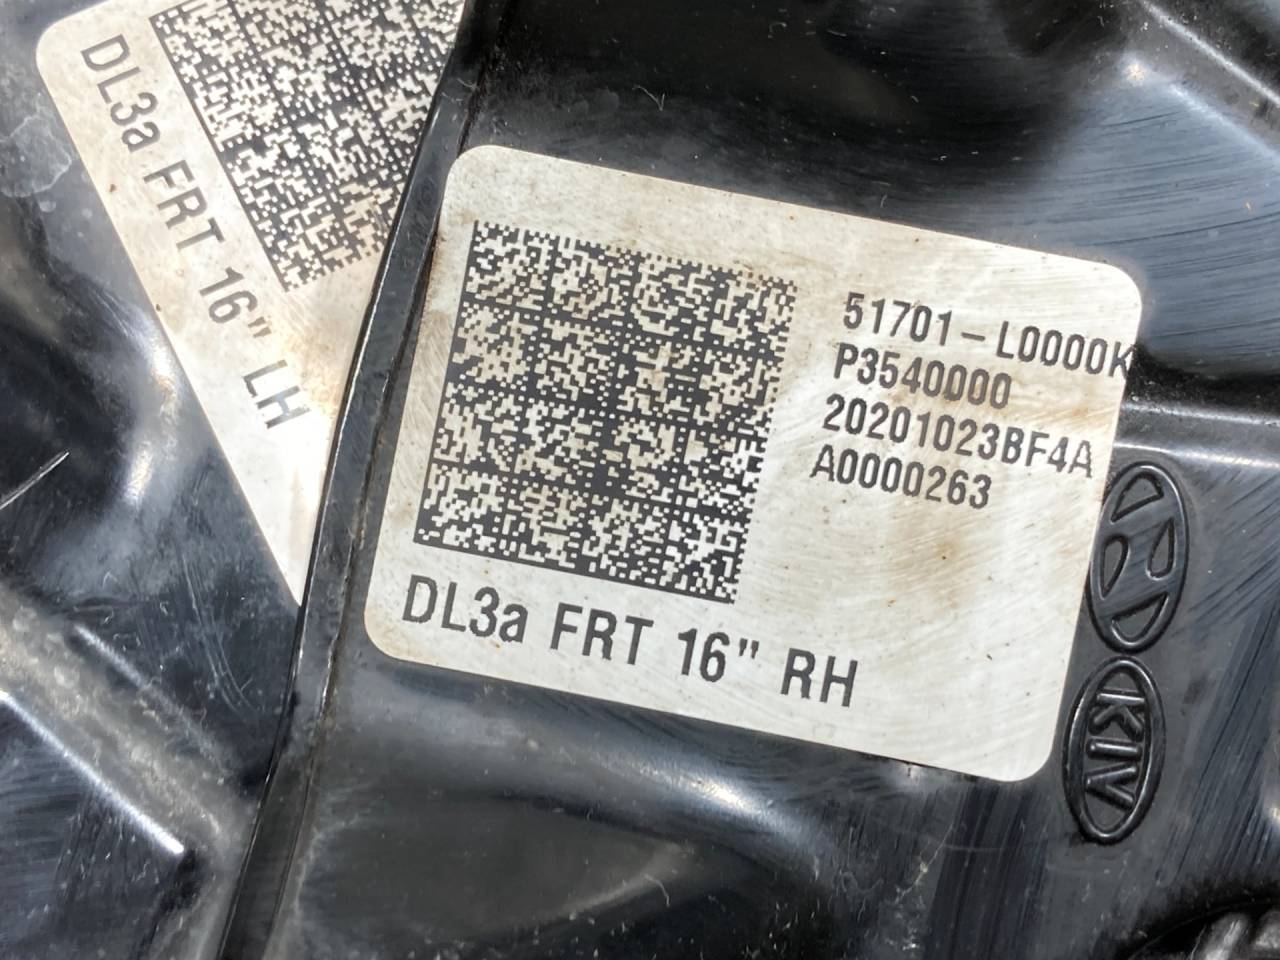 DL3a FRT 16" LH
51701-L0000K
P3540000
20201023BF4A
A0000263
DL3a FRT 16" RH
KIA